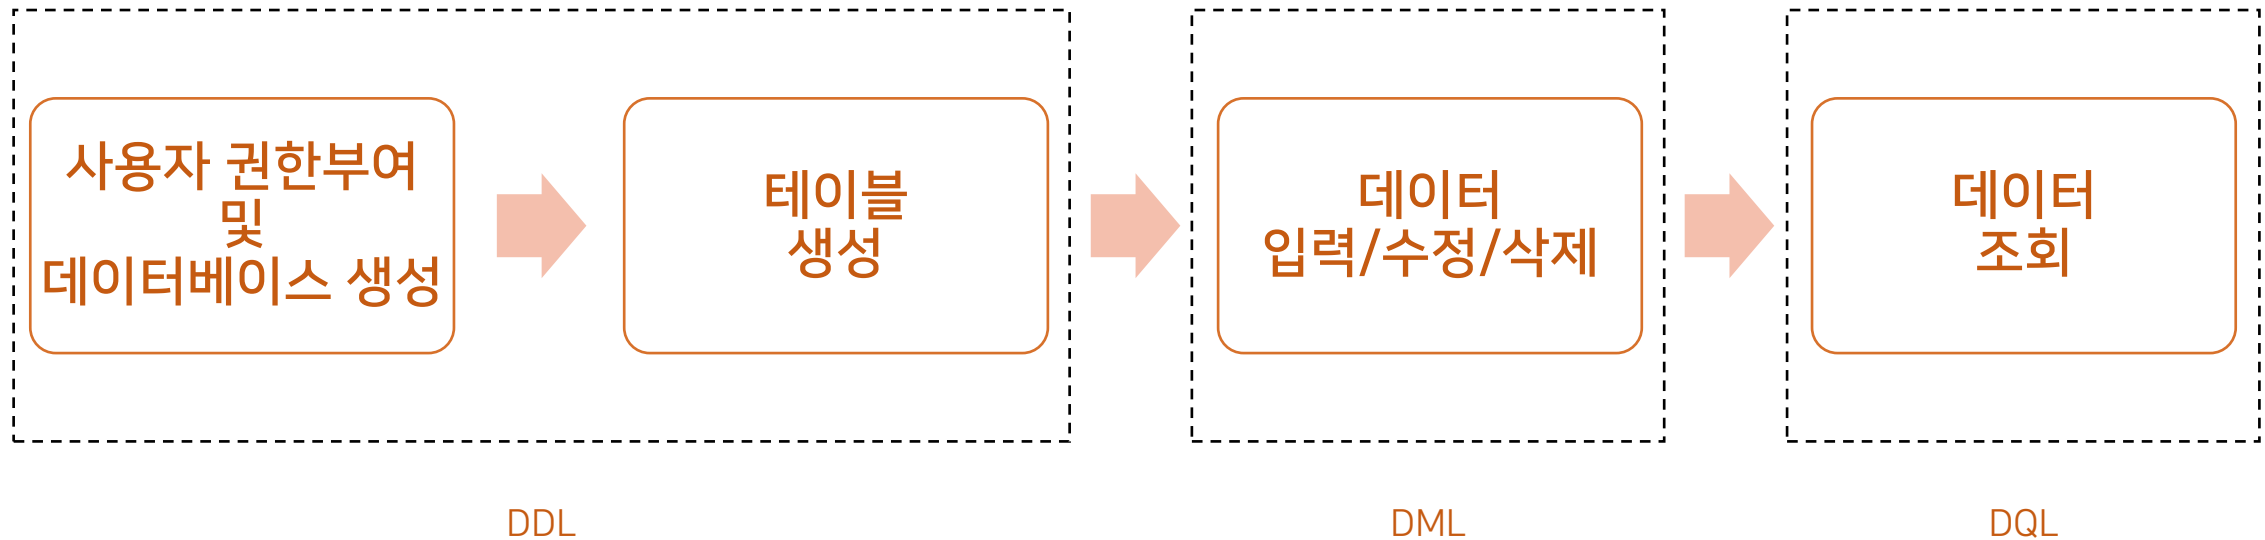 사용자 권한부여
및
데이터베이스 생성
테이블
생성
데이터
입력/수정/삭제
데이터
조회
DDL
DML
DQL